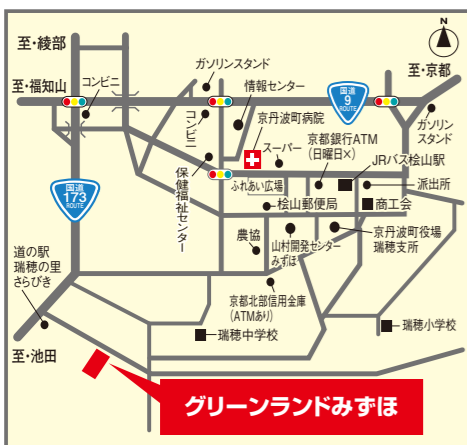 N
至・綾部
ガソリンスタンド
至・京都
至・福知山
コンビニ
情報センター
国道
9
ROUTE
コンビニ
京丹波町病院
ガソリン
スタンド
スーパー
京都銀行ATM
(日曜日×)
JRバス桧山駅
保健福祉センター
ふれあい広場
派出所
国道
173
ROUTE
桧山郵便局
商工会
農協
山村開発センター
みずほ
京丹波町役場
瑞穂支所
道の駅
瑞穂の里
さらびき
京都北部信用金庫
(ATMあり)
瑞穂中学校
瑞穂小学校
至・池田
グリーンランドみずほ